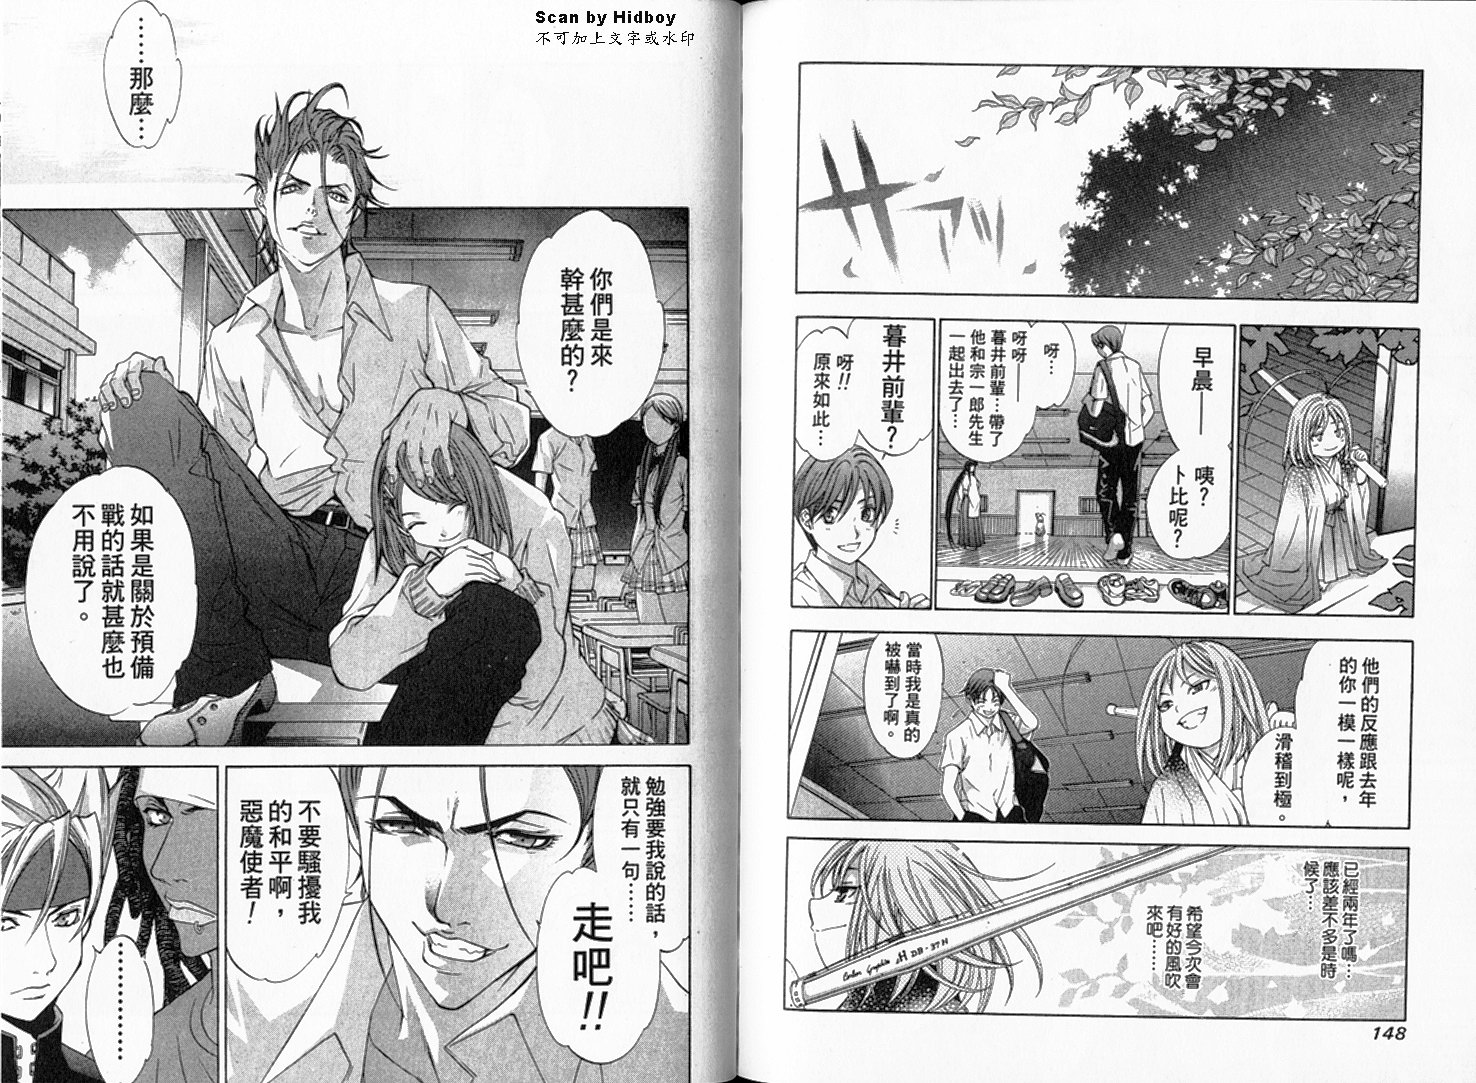 Scan by Hidboy
不可加上文字或水印
早晨——
咦?
卜比呢?
呀…
呀呀——
暮井前輩…帶了
他和宗一郎先生
一起出去了…
暮井前輩?
呀!!
原來如此…
他們的反應跟去年
的你一模一樣呢,
滑稽到極。
當時我是真的
被嚇到了啊。
已經兩年了嗎…
應該差不多是時
候了…
希望今次會
有好的風吹
來吧……
DB·37H
148
……那麼…
你們是來
幹甚麼的?
如果是關於預備
戰的話就甚麼也
不用說了。
勉強要我說的話,
就只有一句……
走吧!!
不要騷擾我
的和平啊,
惡魔使者!
………